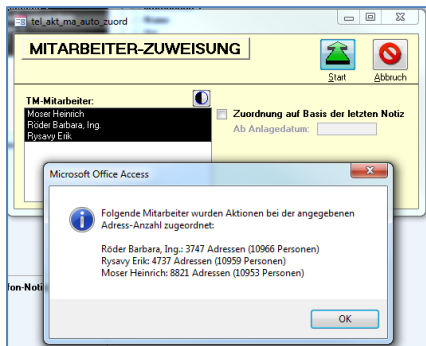 tel_akt_ma_auto_zuord
MITARBEITER-ZUWEISUNG
Start
Abbruch
TM-Mitarbeiter:
Moser Heinrich
Röder Barbara, Ing.
Rysavy Erik
Zuordnung auf Basis der letzten Notiz
Ab Anlagedatum:
Microsoft Office Access
Folgende Mitarbeiter wurden Aktionen bei der angegebenen
Adress-Anzahl zugeordnet:
Röder Barbara, Ing.: 3747 Adressen (10966 Personen)
Rysavy Erik: 4737 Adressen (10959 Personen)
Moser Heinrich: 8821 Adressen (10953 Personen)
OK
fon-Noti